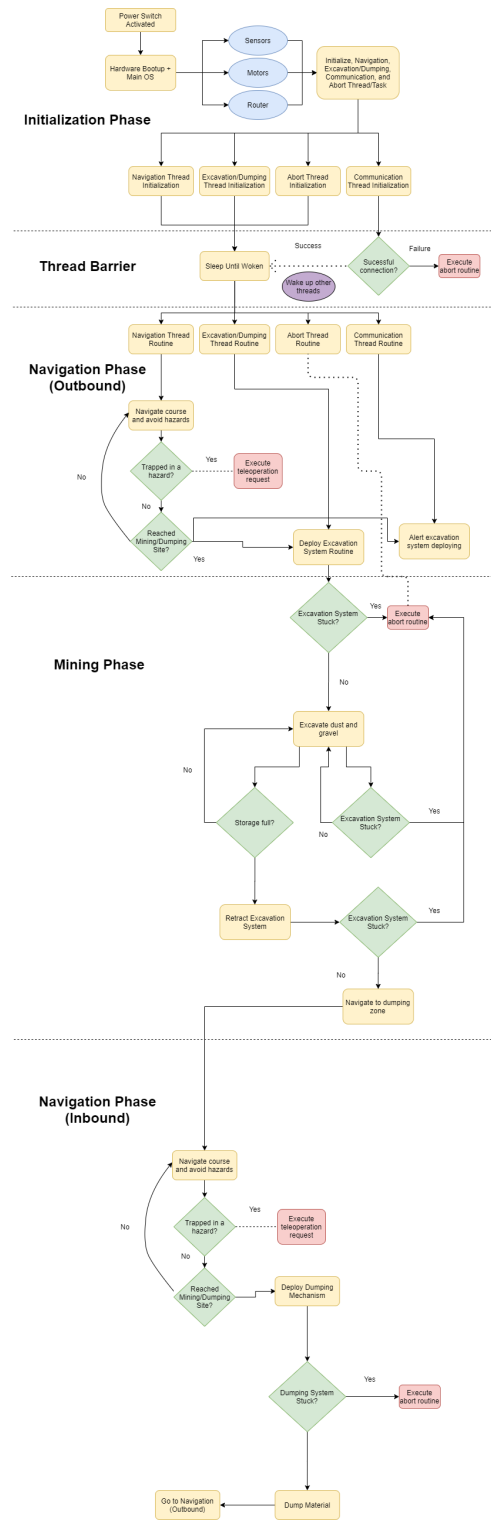 Power Switch
Activated
Hardware Bootup +
Main OS
Sensors
Motors
Router
Initialize, Navigation,
Excavation/Dumping,
Communication, and
Abort Thread/Task
Initialization Phase
Navigation Thread
Initialization
Excavation/Dumping
Thread Initialization
Abort Thread
Initialization
Communication
Thread Initialization
Thread Barrier
Sleep Until Woken
Success
Wake up other
threads
Sucessful
connection?
Failure
Execute
abort routine
Navigation Thread
Routine
Excavation/Dumping
Thread Routine
Abort Thread
Routine
Communication
Thread Routine
Navigation Phase
(Outbound)
Navigate course
and avoid hazards
No
Trapped in a
hazard?
Yes
Execute
teleoperation
request
No
Reached
Mining/Dumping
Site?
Yes
Deploy Excavation
System Routine
Alert excavation
system deploying
Mining Phase
Excavation System
Stuck?
Yes
Execute
abort routine
No
Excavate dust and
gravel
No
Storage full?
No
Excavation System
Stuck?
Yes
Retract Excavation
System
Excavation System
Stuck?
Yes
No
Navigate to dumping
zone
Navigation Phase
(Inbound)
Navigate course
and avoid hazards
No
Trapped in a
hazard?
Yes
Execute
teleoperation
request
No
Reached
Mining/Dumping
Site?
Deploy Dumping
Mechanism
Dumping System
Stuck?
Yes
Execute
abort routine
Go to Navigation
(Outbound)
Dump Material